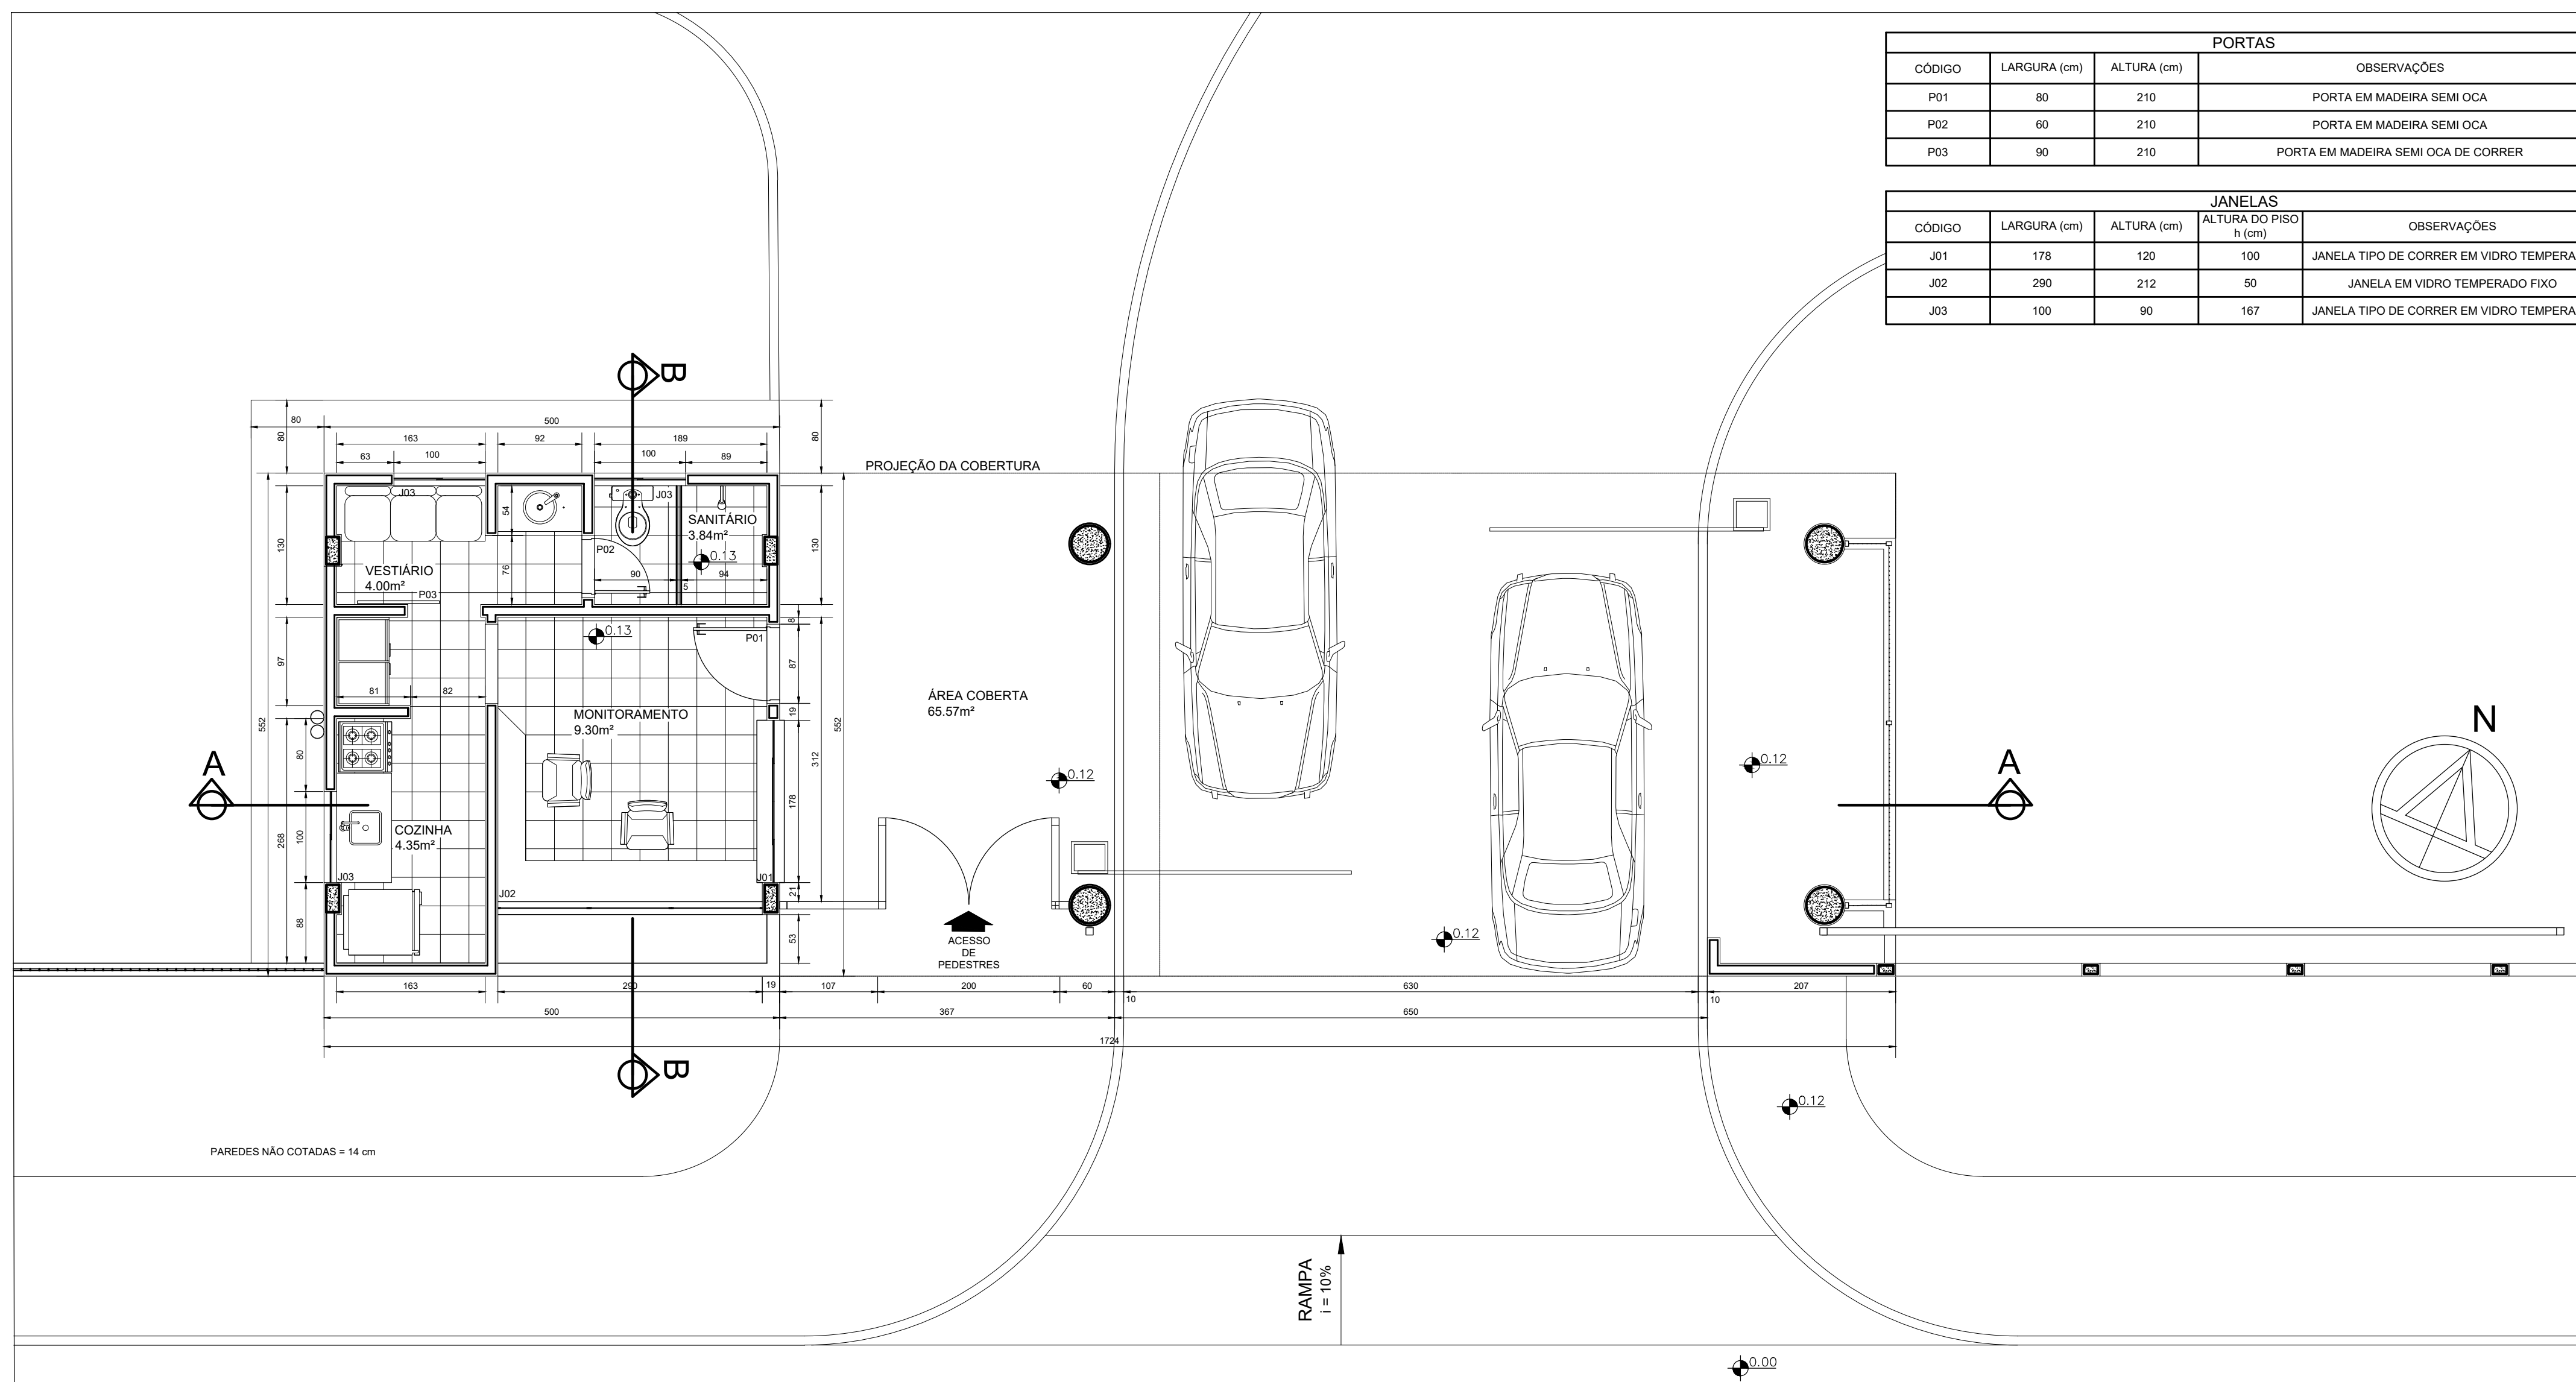 PORTAS
CÓDIGO LARGURA (cm) ALTURA (cm) OBSERVAÇÕES
P01 80 210 PORTA EM MADEIRA SEMI OCA
P02 60 210 PORTA EM MADEIRA SEMI OCA
P03 90 210 PORTA EM MADEIRA SEMI OCA DE CORRER
JANELAS
CÓDIGO LARGURA (cm) ALTURA (cm) ALTURA DO PISO OBSERVAÇÕES
h (cm)
J01 178 120 100 JANELA TIPO DE CORRER EM VIDRO TEMPERA
J02 290 212 50 JANELA EM VIDRO TEMPERADO FIXO
J03 100 90 167 JANELA TIPO DE CORRER EM VIDRO TEMPERA
B
80 500
80 80
163 92 189
63 100 100 89
PROJEÇÃO DA COBERTURA
J03 J03
54
SANITÁRIO
3.84m²
130 130
P02
0.13
VESTIÁRIO
4.00m²
76
90 5 94
P03
8
0.13
P01
97 87
81 82
ÁREA COBERTA
65.57m²
MONITORAMENTO
9.30m²
19
552 552
N
A A
80 312
0.12
0.12
178
COZINHA
4.35m²
268 100
J03 J01
J02
21
88
0.12
53
ACESSO
DE
PEDESTRES
163 290 19 107 200 60 10 630 10 207
500 367 650
1724
B
0.12
PAREDES NÃO COTADAS = 14 cm
RAMPA
i = 10%
0.00